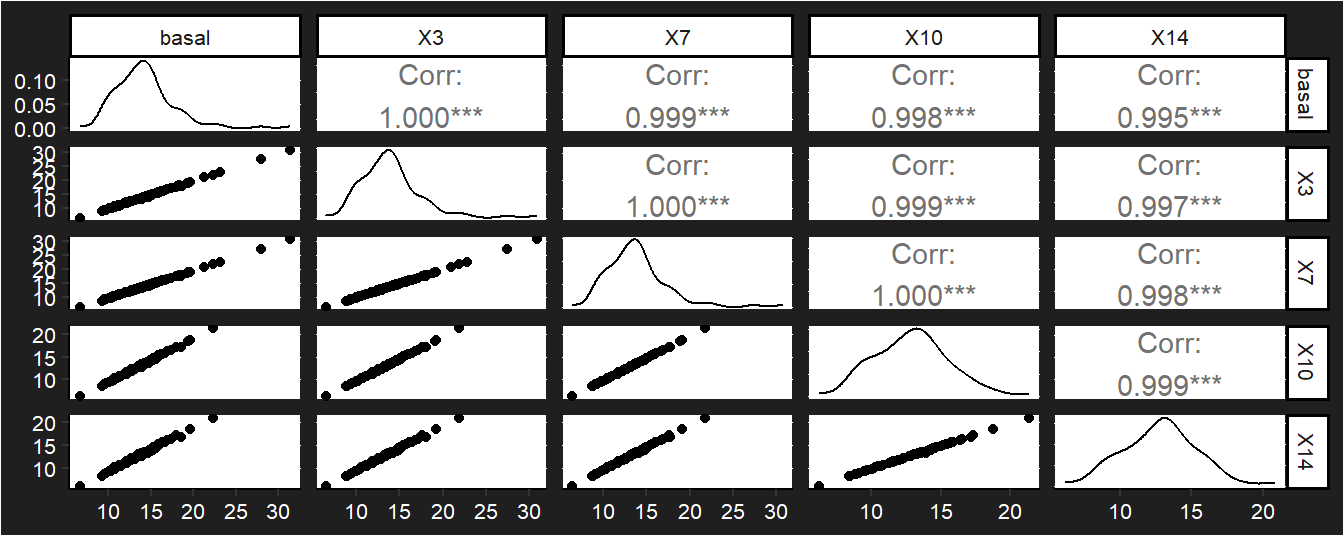 basal X3 X7 X10 X14
0.10 Corr: Corr: Corr: Corr: basal
0.05
0.00 1.000*** 0.999*** 0.998*** 0.995***
30 Corr: Corr: Corr: X3
25
20
15
10 1.000*** 0.999*** 0.997***
30 Corr: Corr: X7
25
20
15
10 1.000*** 0.998***
20 Corr: X10
15
10 0.999***
20 X14
15
10
10 15 20 25 30 10 15 20 25 30 10 15 20 25 30 10 15 20 10 15 20